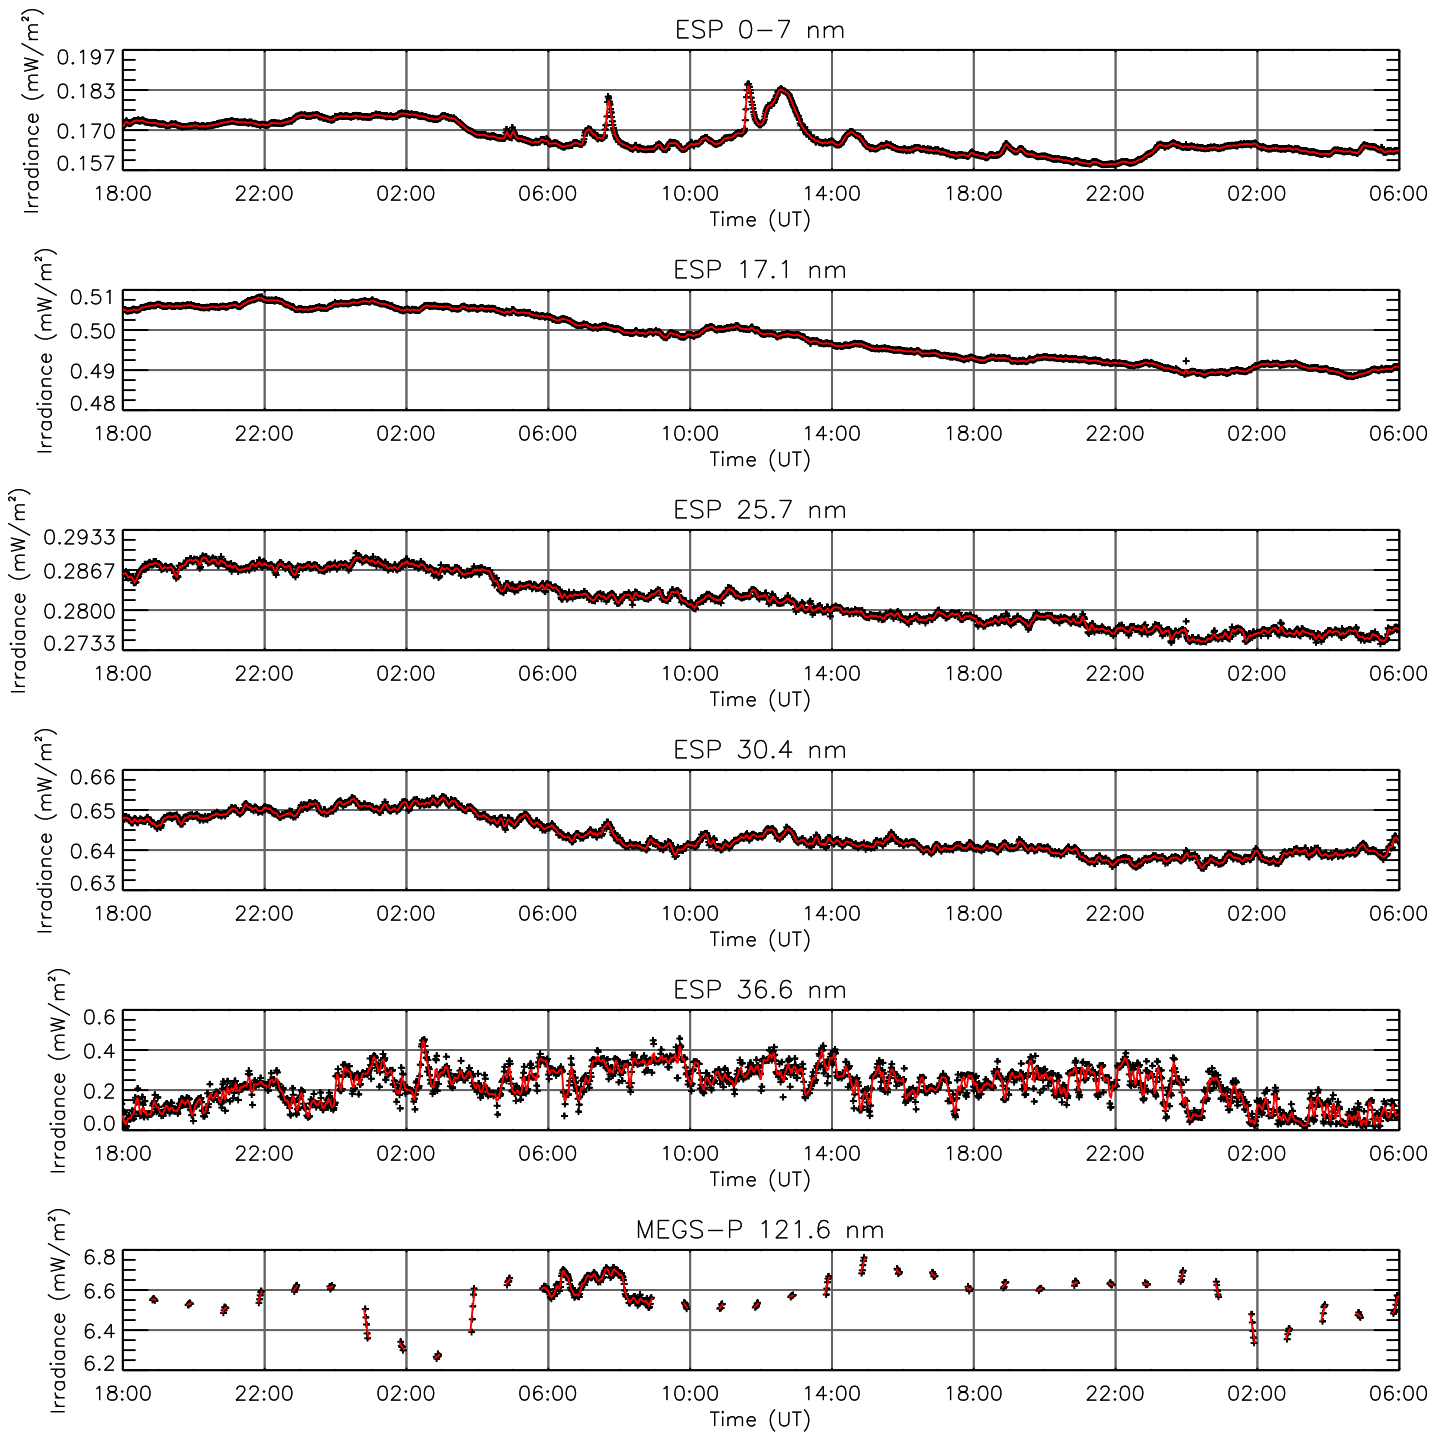 ESP 0−7 nm
Irradiance (mW/m²)
0.197
0.183
0.170
0.157
18:00 22:00 02:00 06:00 10:00 14:00 18:00 22:00 02:00 06:00
Time (UT)
ESP 17.1 nm
Irradiance (mW/m²)
0.51
0.50
0.49
0.48
18:00 22:00 02:00 06:00 10:00 14:00 18:00 22:00 02:00 06:00
Time (UT)
ESP 25.7 nm
Irradiance (mW/m²)
0.2933
0.2867
0.2800
0.2733
18:00 22:00 02:00 06:00 10:00 14:00 18:00 22:00 02:00 06:00
Time (UT)
ESP 30.4 nm
Irradiance (mW/m²)
0.66
0.65
0.64
0.63
18:00 22:00 02:00 06:00 10:00 14:00 18:00 22:00 02:00 06:00
Time (UT)
ESP 36.6 nm
Irradiance (mW/m²)
0.6
0.4
0.2
0.0
18:00 22:00 02:00 06:00 10:00 14:00 18:00 22:00 02:00 06:00
Time (UT)
MEGS−P 121.6 nm
Irradiance (mW/m²)
6.8
6.6
6.4
6.2
18:00 22:00 02:00 06:00 10:00 14:00 18:00 22:00 02:00 06:00
Time (UT)